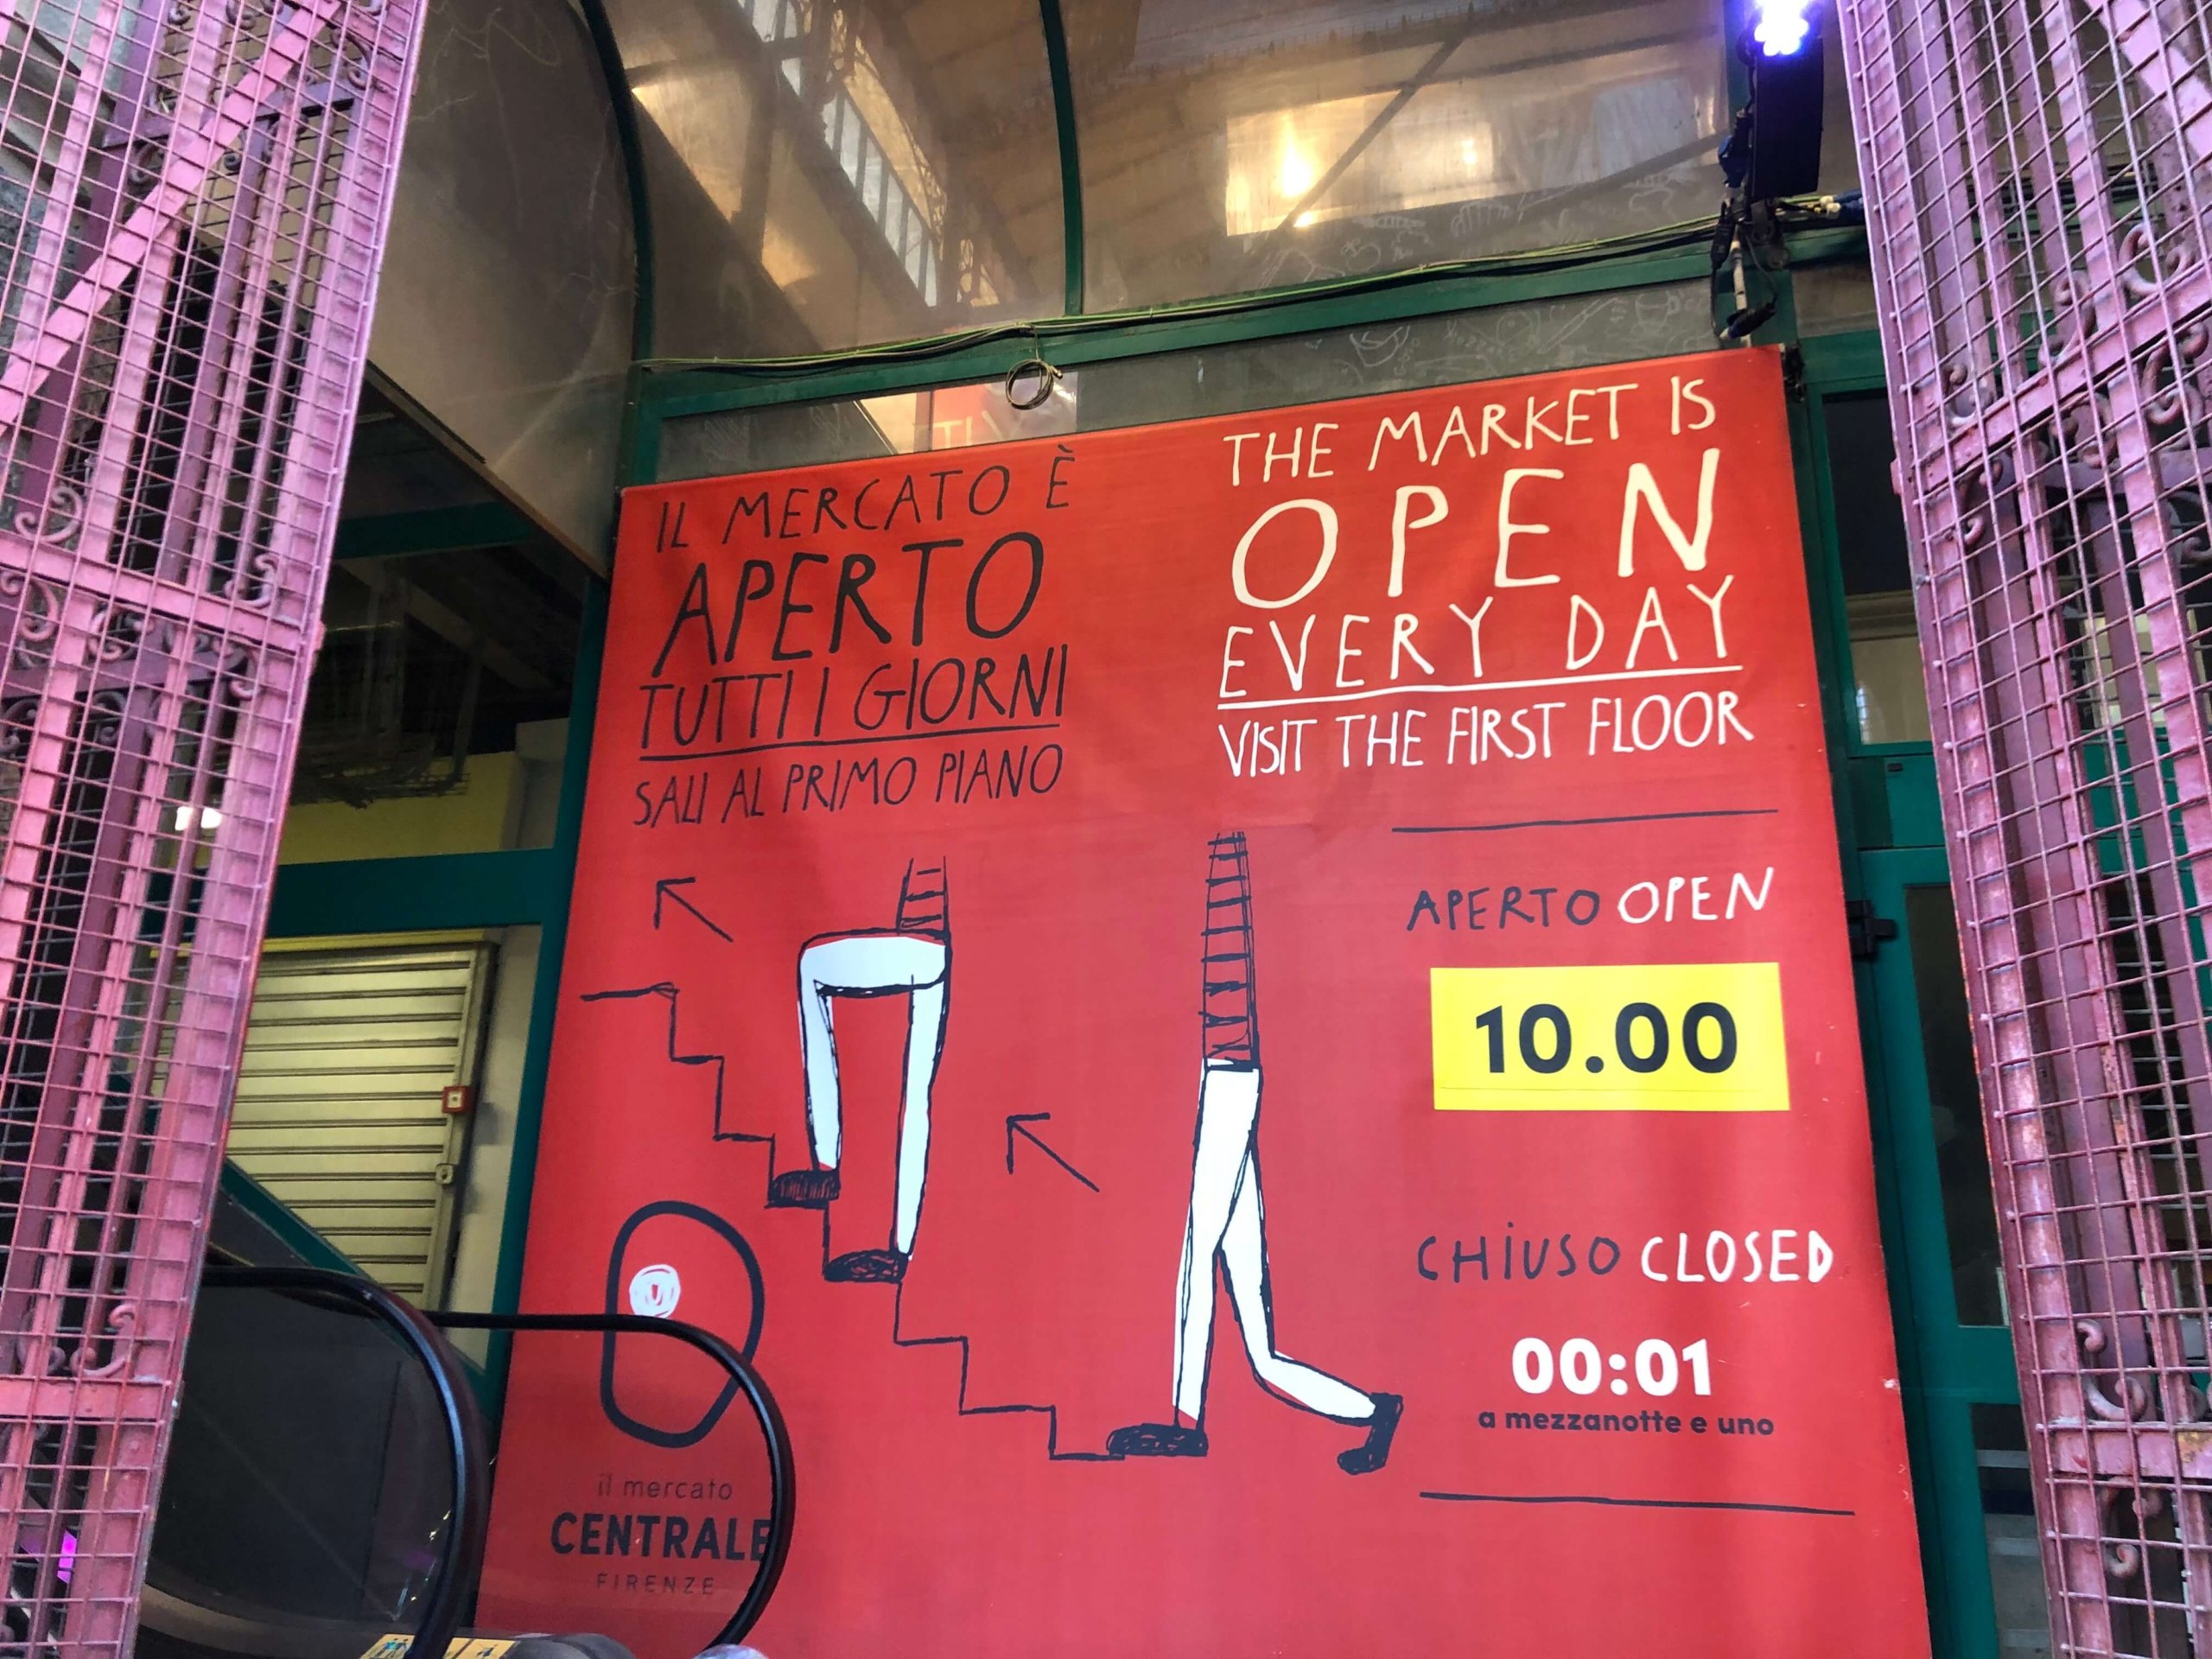 IL MERCATO È
APERTO
TUTTI I GIORNI
SALI AL PRIMO PIANO
THE MARKET IS
OPEN
EVERY DAY
VISIT THE FIRST FLOOR
APERTO OPEN
10.00
CHIUSO CLOSED
00:01
a mezzanotte e uno
il mercato
CENTRALE
FIRENZE